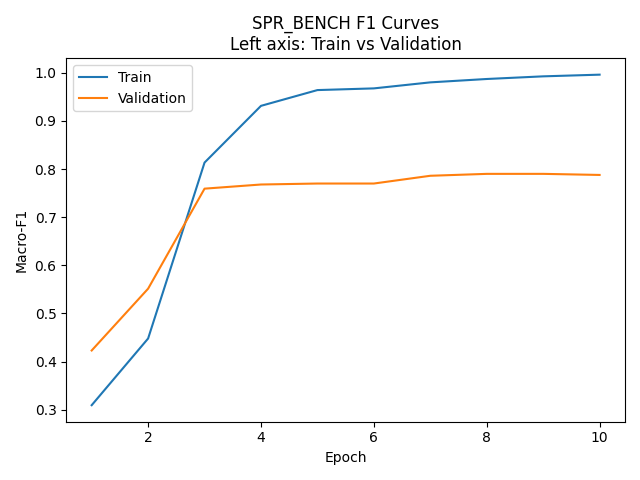 SPR_BENCH F1 Curves
Left axis: Train vs Validation
Train
Validation
Macro-F1
1.0
0.9
0.8
0.7
0.6
0.5
0.4
0.3
2
4
6
8
10
Epoch